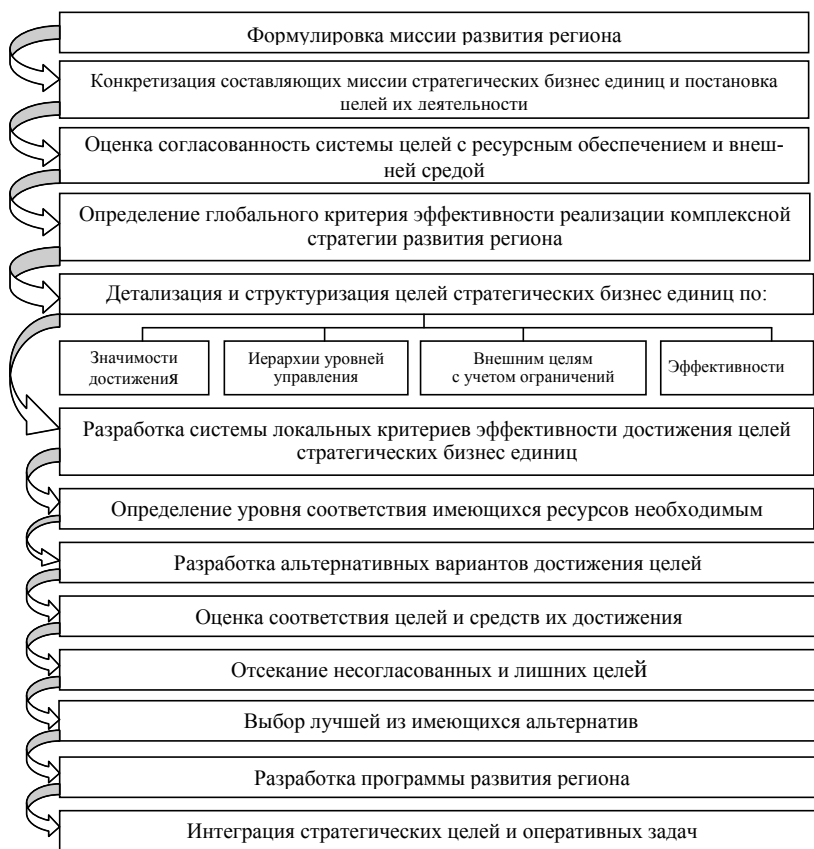 Формулировка миссии развития региона
Конкретизация составляющих миссии стратегических бизнес единиц и постановка
целей их деятельности
Оценка согласованность системы целей с ресурсным обеспечением и внеш-
ней средой
Определение глобального критерия эффективности реализации комплексной
стратегии развития региона
Детализация и структуризация целей стратегических бизнес единиц по:
Значимости
достижения
Иерархии уровней
управления
Внешним целям
с учетом ограничений
Эффективности
Разработка системы локальных критериев эффективности достижения целей
стратегических бизнес единиц
Определение уровня соответствия имеющихся ресурсов необходимым
Разработка альтернативных вариантов достижения целей
Оценка соответствия целей и средств их достижения
Отсекание несогласованных и лишних целей
Выбор лучшей из имеющихся альтернатив
Разработка программы развития региона
Интеграция стратегических целей и оперативных задач